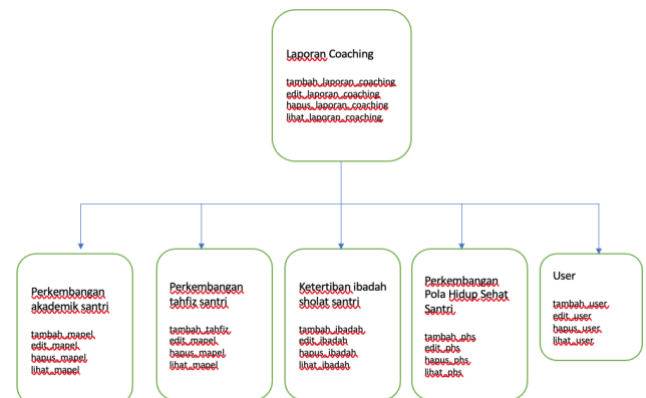 Laporan Coaching
tambah_laporan_coaching
edit_laporan_coaching
hapus_laporan_coaching
lihat_laporan_coaching
Perkembangan
akademik santri
tambah_mapel
edit_mapel
hapus_mapel
lihat_mapel
Perkembangan
tahfiz santri
tambah_tahfiz
edit_mapel
hapus_mapel
lihat_mapel
Ketertiban ibadah
sholat santri
tambah_ibadah
edit_ibadah
hapus_ibadah
lihat_ibadah
Perkembangan
Pola Hidup Sehat
Santri
tambah_phs
edit_phs
hapus_phs
lihat_phs
User
tambah_user
edit_user
hapus_user
lihat_user